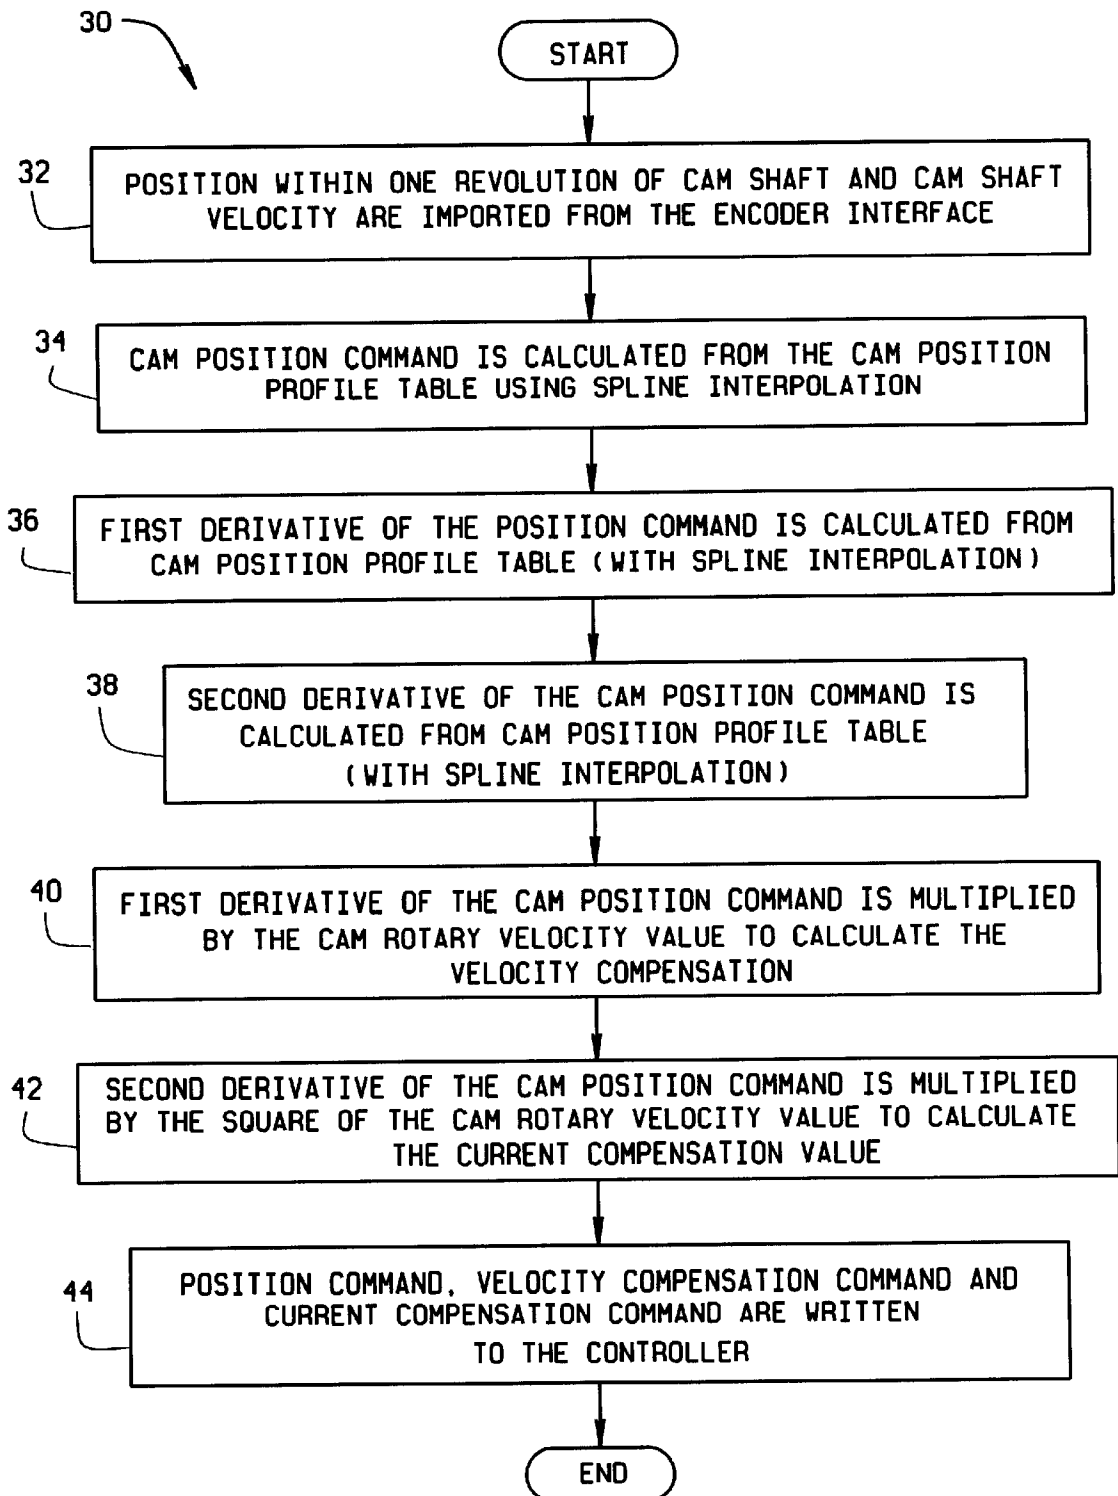 30
START
32
POSITION WITHIN ONE REVOLUTION OF CAM SHAFT AND CAM SHAFT
VELOCITY ARE IMPORTED FROM THE ENCODER INTERFACE
34
CAM POSITION COMMAND IS CALCULATED FROM THE CAM POSITION
PROFILE TABLE USING SPLINE INTERPOLATION
36
FIRST DERIVATIVE OF THE POSITION COMMAND IS CALCULATED FROM
CAM POSITION PROFILE TABLE (WITH SPLINE INTERPOLATION)
38
SECOND DERIVATIVE OF THE CAM POSITION COMMAND IS
CALCULATED FROM CAM POSITION PROFILE TABLE
(WITH SPLINE INTERPOLATION)
40
FIRST DERIVATIVE OF THE CAM POSITION COMMAND IS MULTIPLIED
BY THE CAM ROTARY VELOCITY VALUE TO CALCULATE THE
VELOCITY COMPENSATION
42
SECOND DERIVATIVE OF THE CAM POSITION COMMAND IS MULTIPLIED
BY THE SQUARE OF THE CAM ROTARY VELOCITY VALUE TO CALCULATE
THE CURRENT COMPENSATION VALUE
44
POSITION COMMAND, VELOCITY COMPENSATION COMMAND AND
CURRENT COMPENSATION COMMAND ARE WRITTEN
TO THE CONTROLLER
END